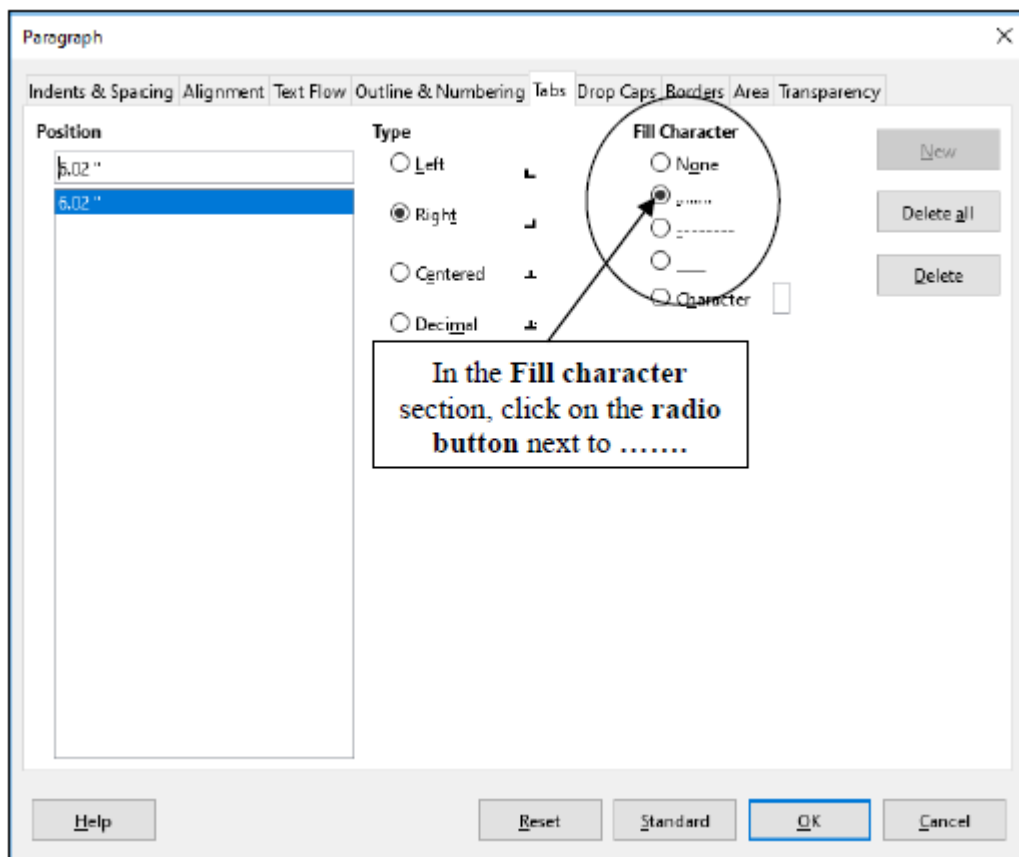 Paragraph
Indents & Spacing Alignment Text Flow Outline & Numbering Tabs Drop Caps Borders Area Transparency
Position
6.02 "
6.02 "
Type
Left
Right
Centered
Decimal
Fill Character
None
.......
--------
____
Character
New
Delete all
Delete
In the Fill character
section, click on the radio
button next to …….
Help
Reset
Standard
OK
Cancel